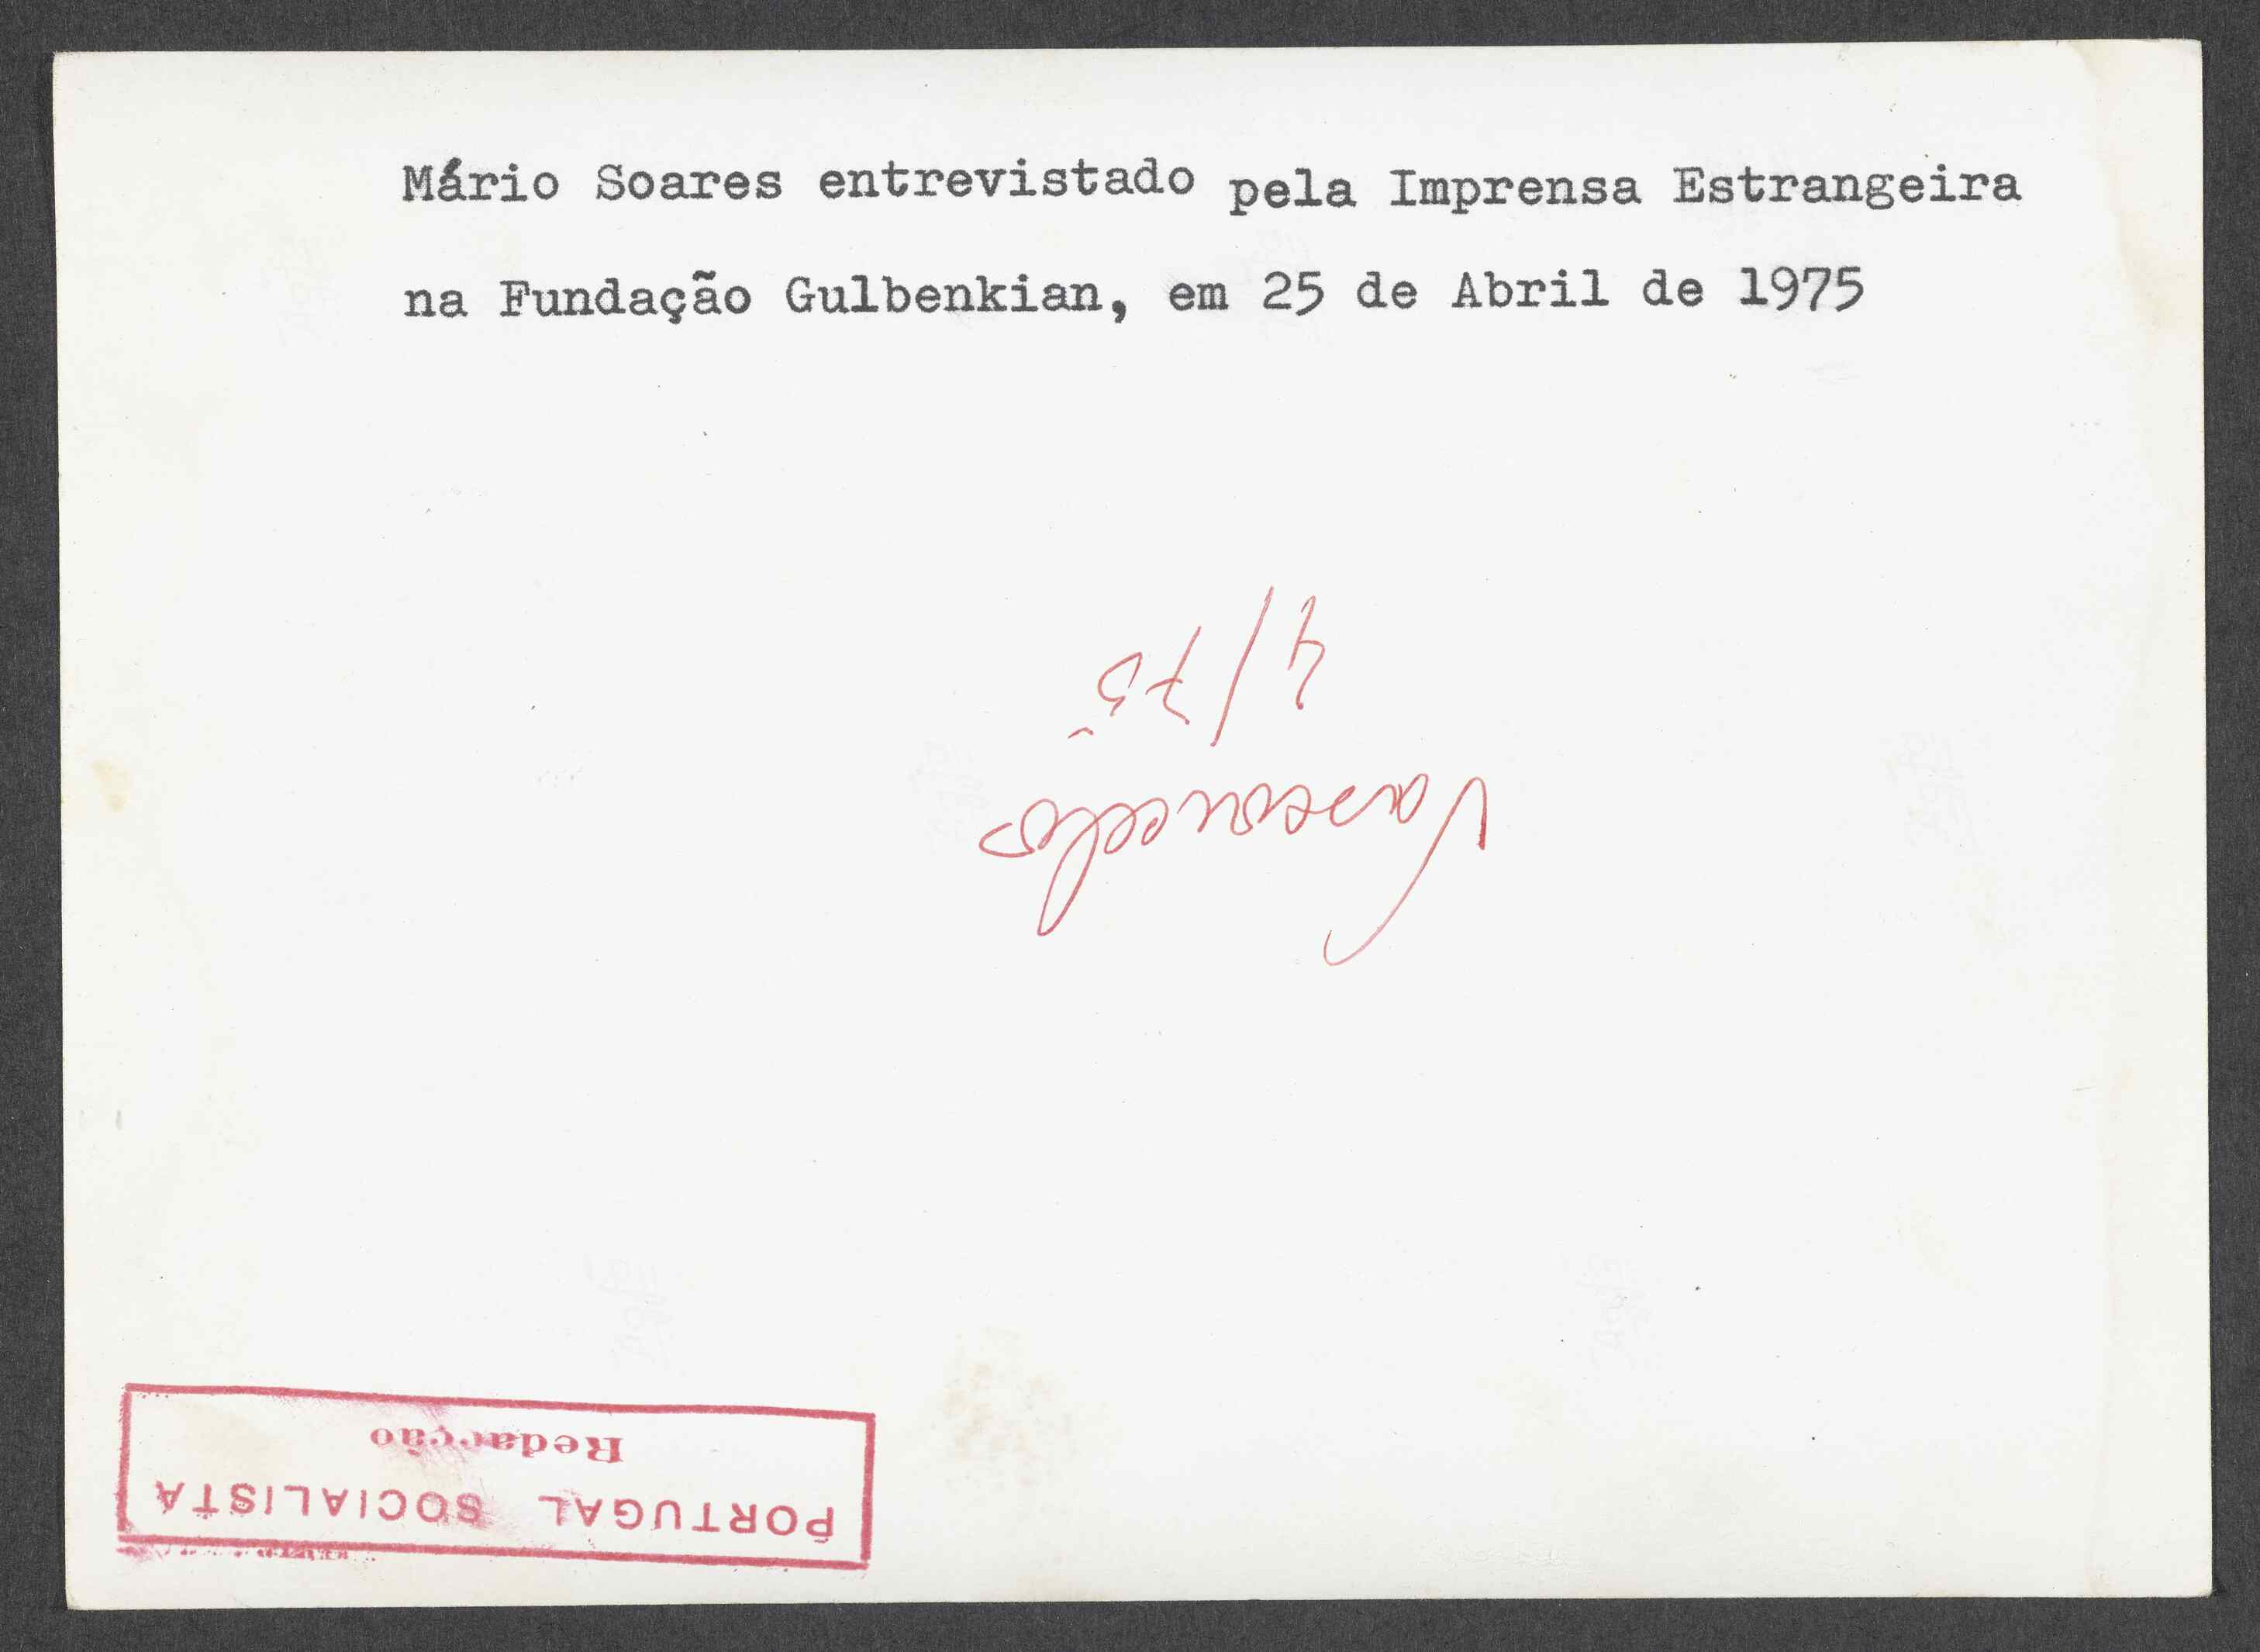 Mário Soares entrevistado pela Imprensa Estrangeira
na Fundação Gulbenkian, em 25 de Abril de 1975
Vasconcelos
4/75
PORTUGAL SOCIALISTA
Redacção